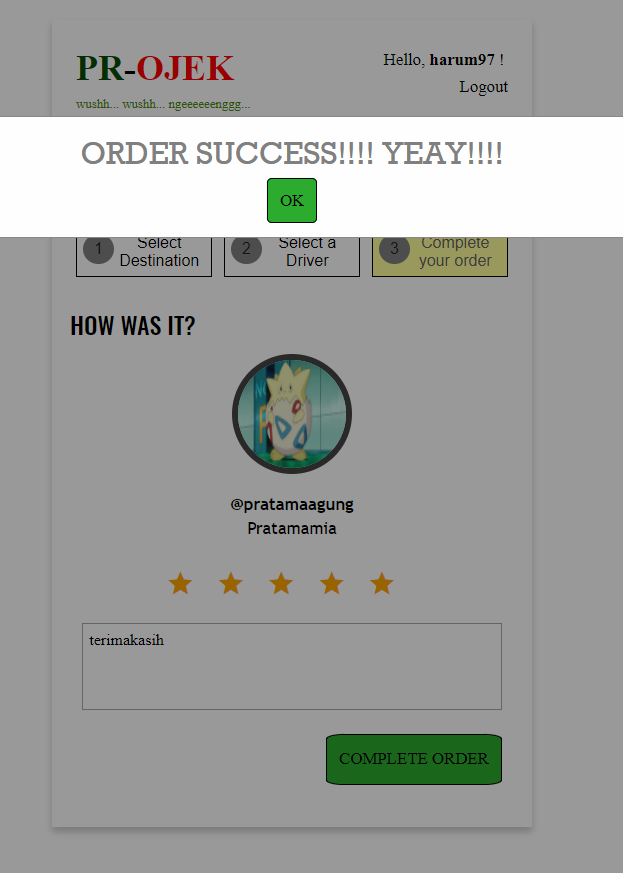 PR-OJEK
Hello, harum97 !
Logout
wushh... wushh... ngeeeeeenggg...
ORDER SUCCESS!!!! YEAY!!!!
OK
1 Select Destination
2 Select a Driver
3 Complete your order
HOW WAS IT?
@pratamaagung
Pratamamia
terimakasih
COMPLETE ORDER